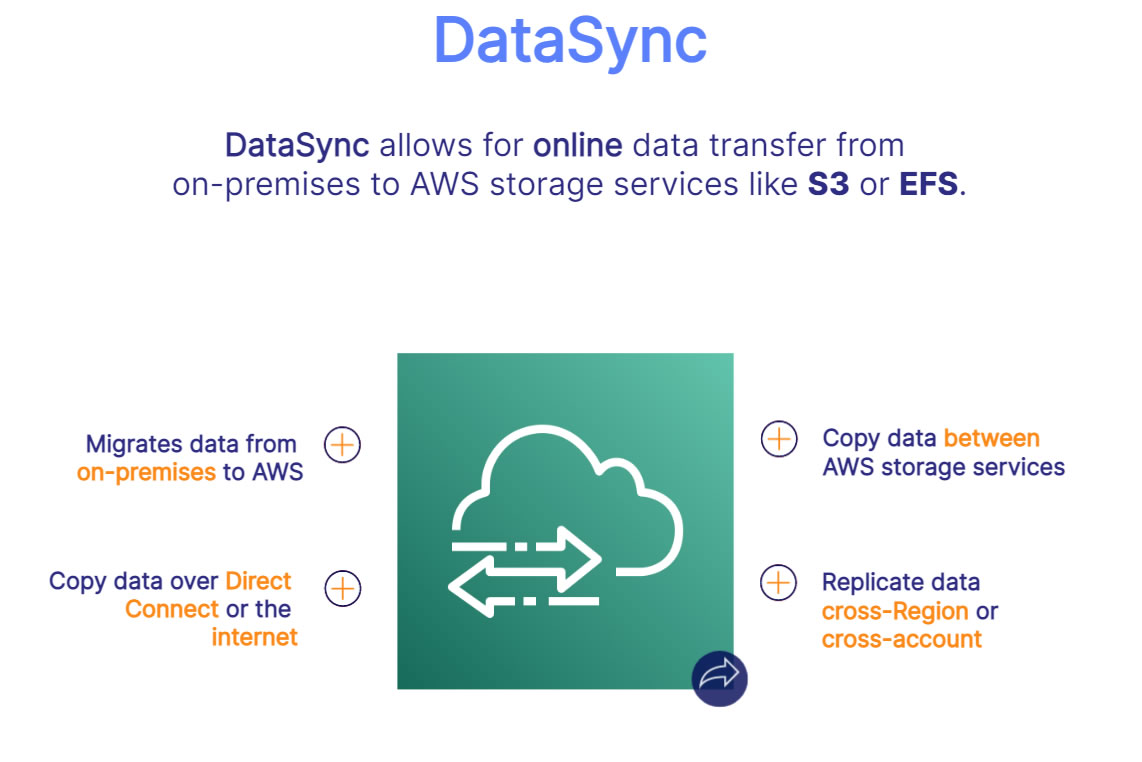 DataSync
DataSync allows for online data transfer from
on-premises to AWS storage services like S3 or EFS.
Migrates data from
on-premises to AWS
Copy data over Direct
Connect or the
internet
Copy data between
AWS storage services
Replicate data
cross-Region or
cross-account